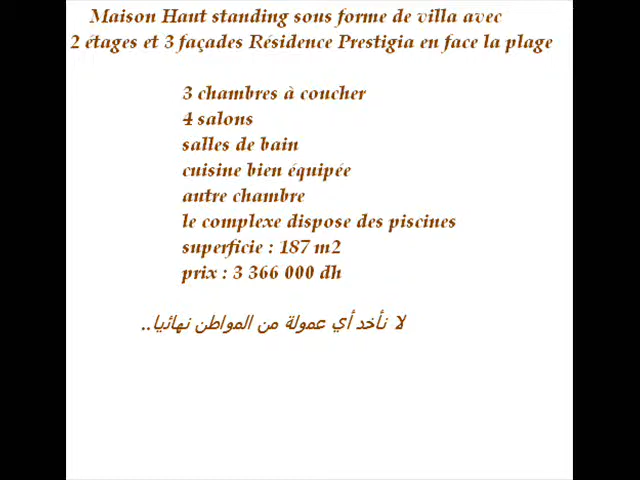 Maison Haut standing sous forme de villa avec
2 étages et 3 façades Résidence Prestigia en face la plage
3 chambres à coucher
4 salons
salles de bain
cuisine bien équipée
autre chambre
le complexe dispose des piscines
superficie : 187 m2
prix : 3 366 000 dh
لا نأخد أي عمولة من المواطن نهائيا..